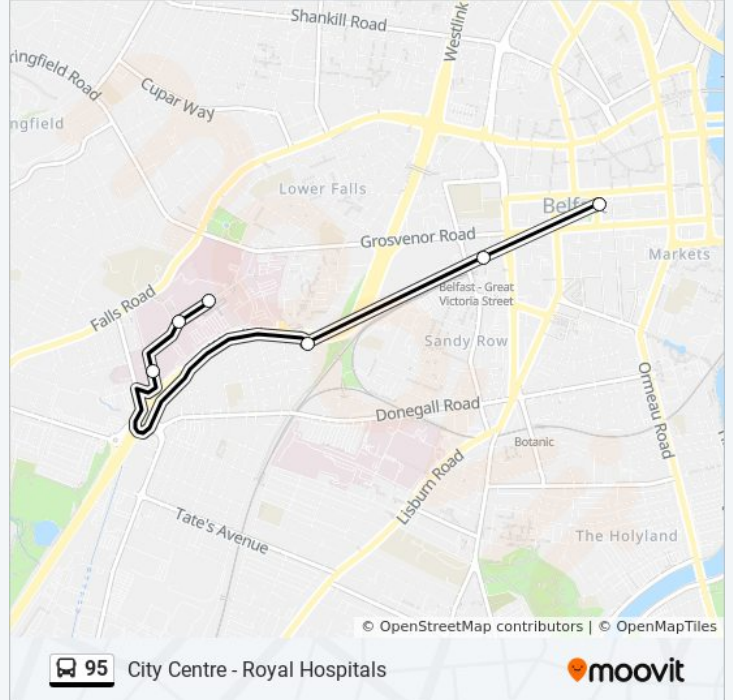 Shankill Road
Westlink
ringfield Road
Cupar Way
ngfield
Lower Falls
Belf
Grosvenor Road
Markets
Falls Road
Belfast - Great
Victoria Street
Sandy Row
Ormeau Road
Donegall Road
Botanic
Lisburn Road
Tate's Avenue
The Holyland
© OpenStreetMap contributors | © OpenMapTiles
95 City Centre - Royal Hospitals
moovit